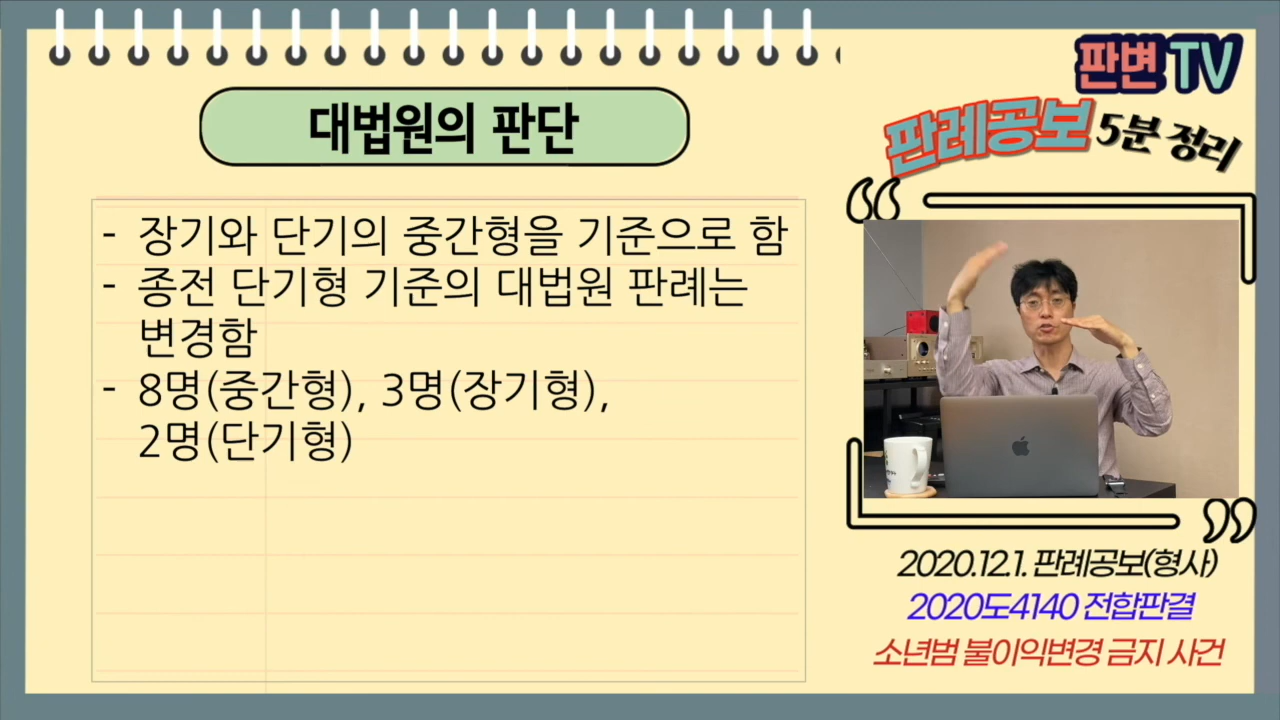 판변 TV
판례공보 5분 정리
대법원의 판단
- 장기와 단기의 중간형을 기준으로 함
- 종전 단기형 기준의 대법원 판례는
변경함
- 8명(중간형), 3명(장기형),
2명(단기형)
2020.12.1. 판례공보(형사)
2020도4140 전합판결
소년범 불이익변경 금지 사건